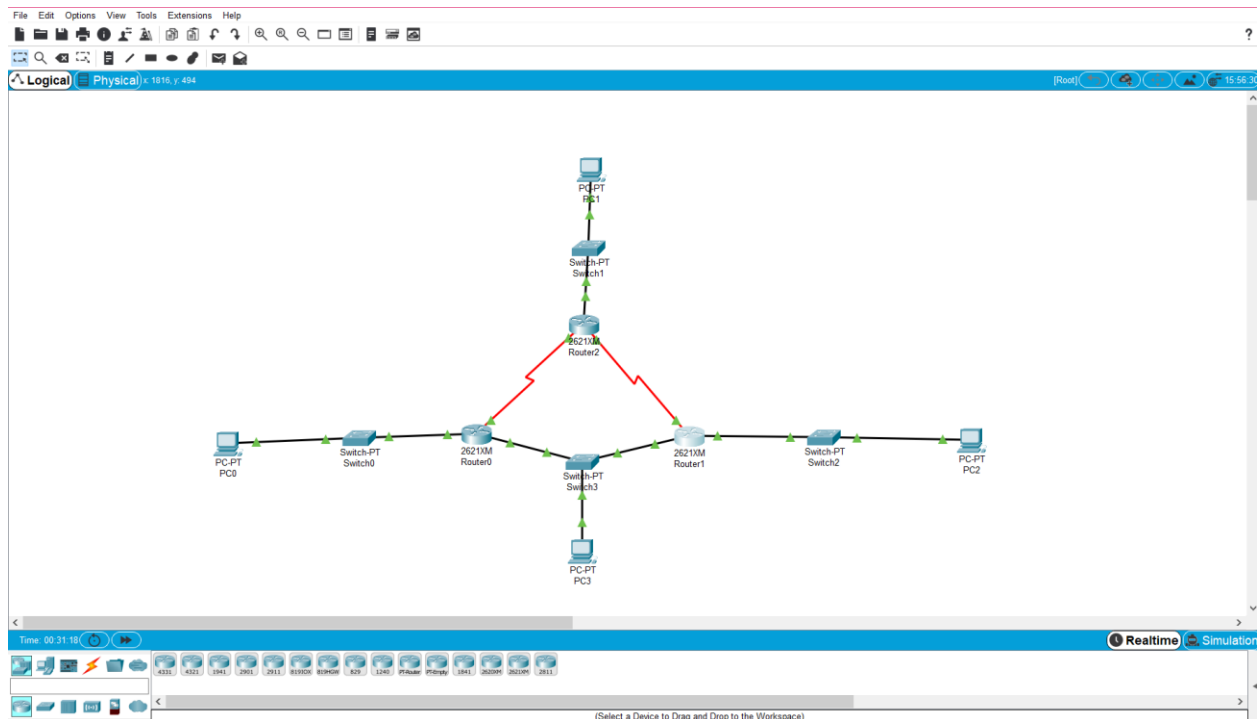 File Edit Options View Tools Extensions Help
?
Logical
Physical
x: 1816, y: 494
[Root]
15:56:30
PC-PT
PC1
Switch-PT
Switch1
2621XM
Router2
PC-PT
PC0
Switch-PT
Switch0
2621XM
Router0
Switch-PT
Switch3
2621XM
Router1
Switch-PT
Switch2
PC-PT
PC2
PC-PT
PC3
Time: 00:31:18
Realtime
Simulation
4331 4321 1941 2901 2911 819IOX 819HGW 829 1240 PT-Router PT-Empty 1841 2620XM 2621XM 2811
(Select a Device to Drag and Drop to the Workspace)